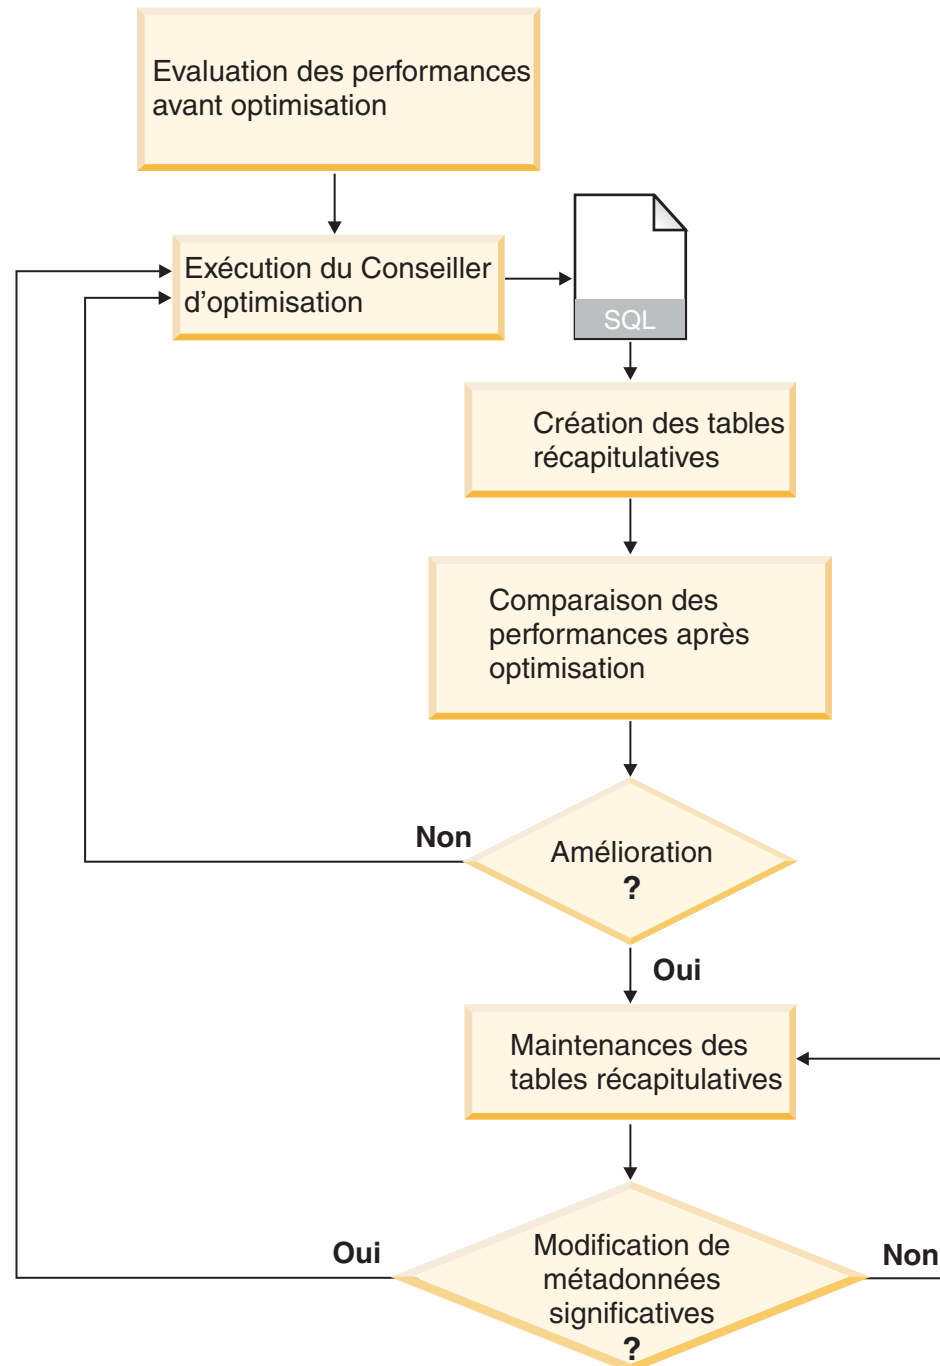 Evaluation des performances
avant optimisation
Exécution du Conseiller
d’optimisation
SQL
Création des tables
récapitulatives
Comparaison des
performances après
optimisation
Non
Amélioration
?
Oui
Maintenances des
tables récapitulatives
Oui
Modification de
métadonnées
significatives
?
Non